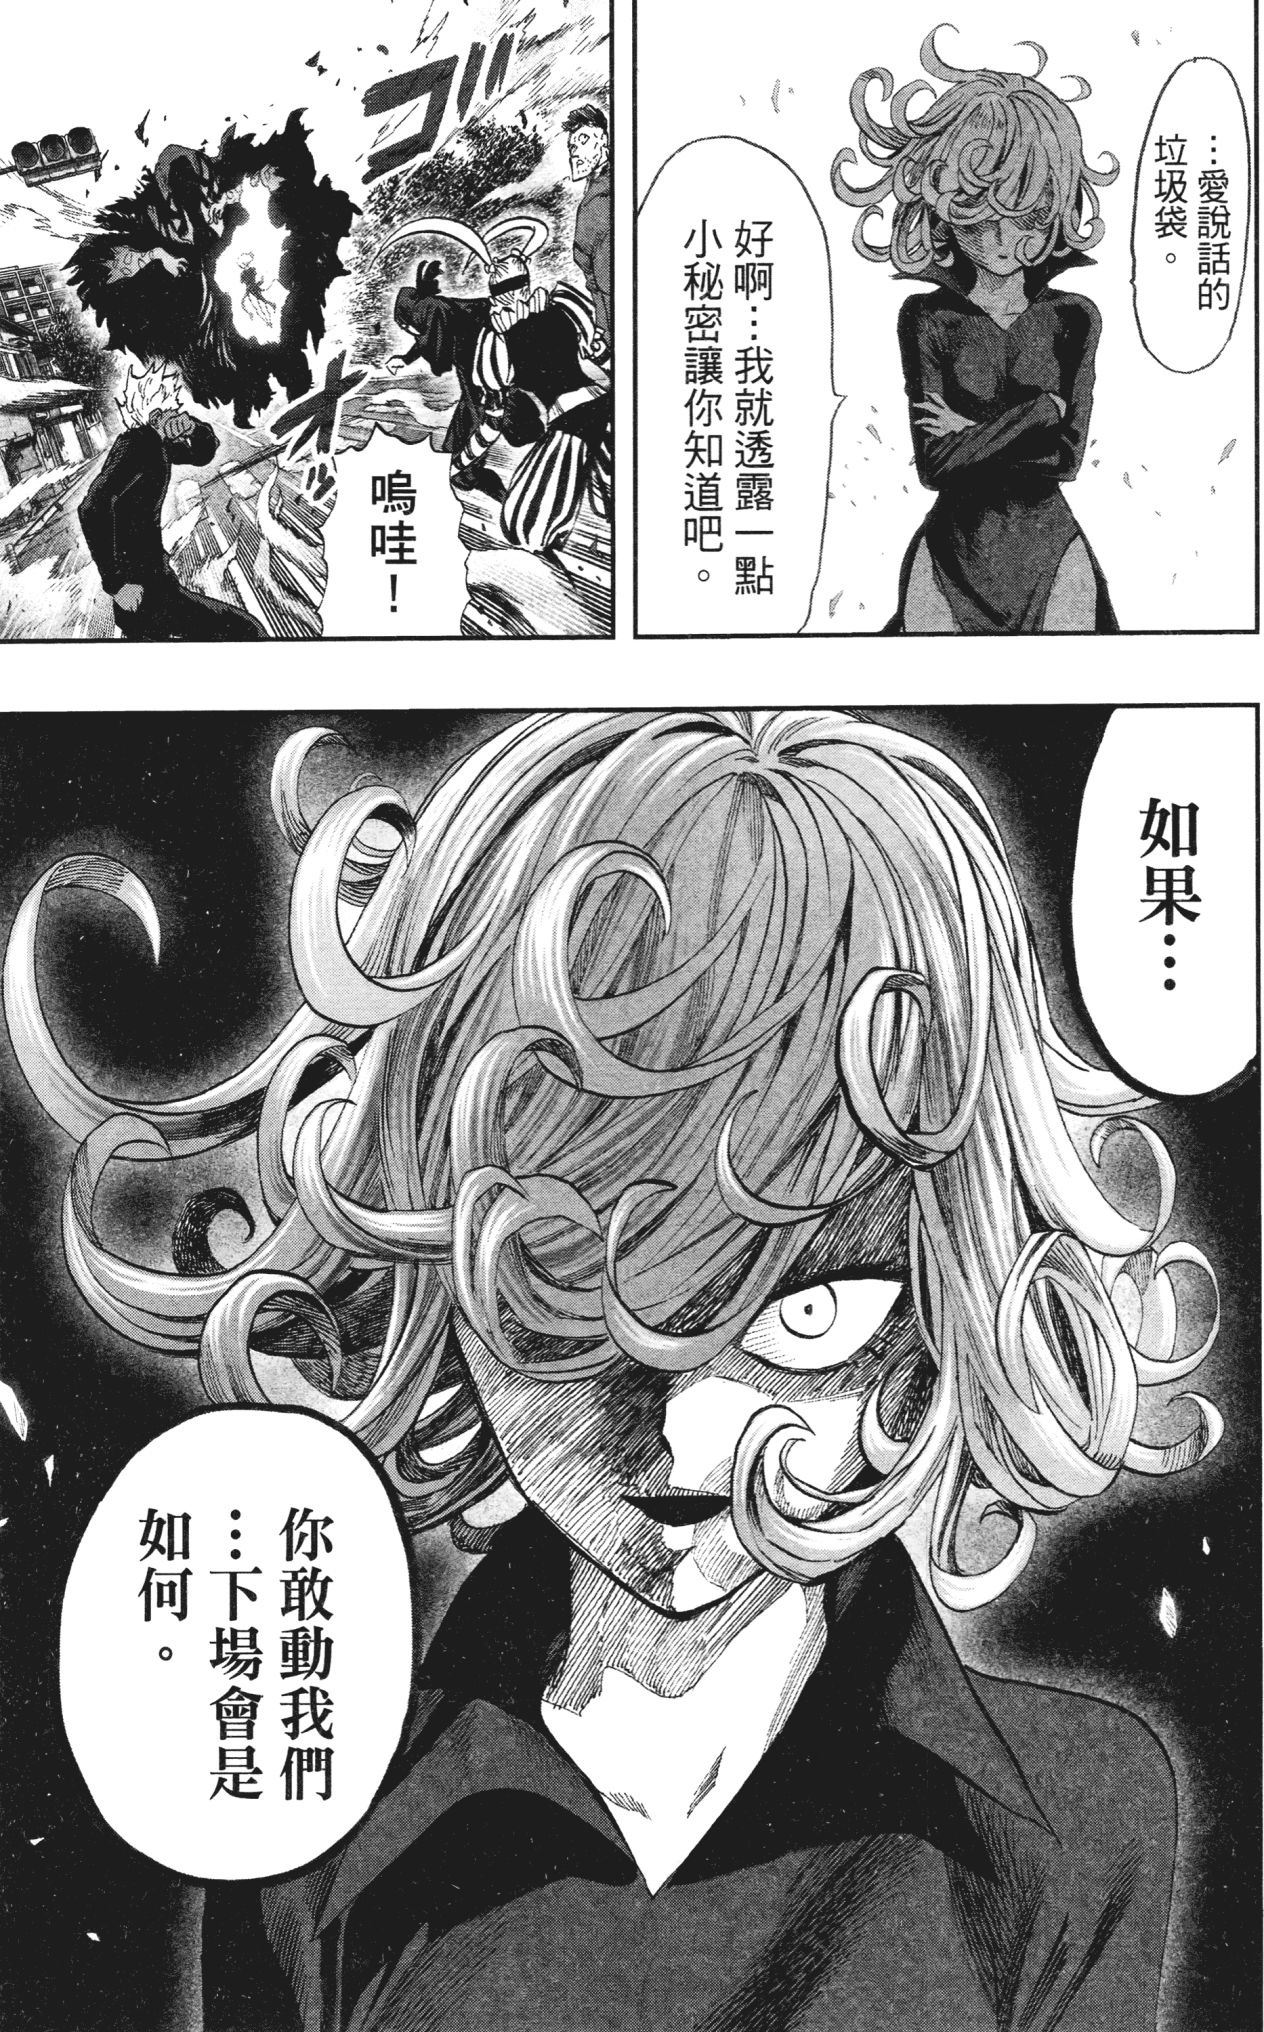 …愛說話的
垃圾袋。
好啊…我就透露一點
小秘密讓你知道吧。
ゴゴ
オオ
嗚哇！
如果…
你敢動我們
…下場會是
如何。